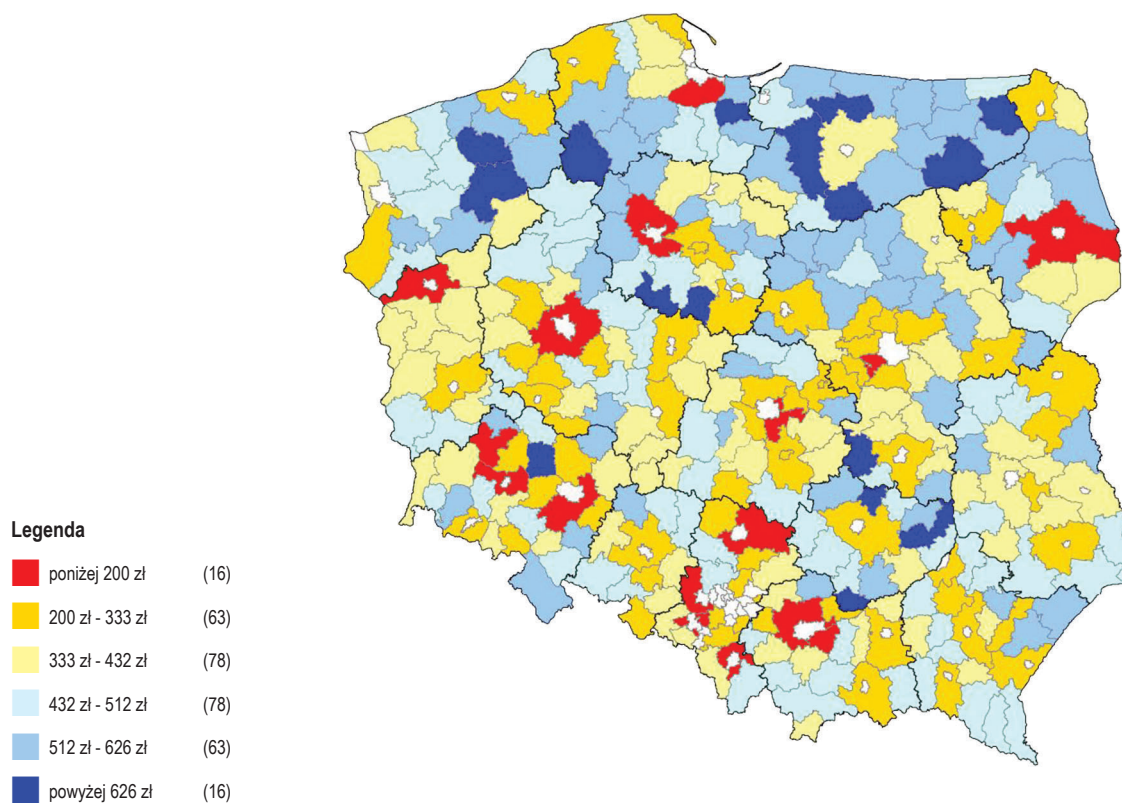 Legenda
poniżej 200 zł (16)
200 zł - 333 zł (63)
333 zł - 432 zł (78)
432 zł - 512 zł (78)
512 zł - 626 zł (63)
powyżej 626 zł (16)